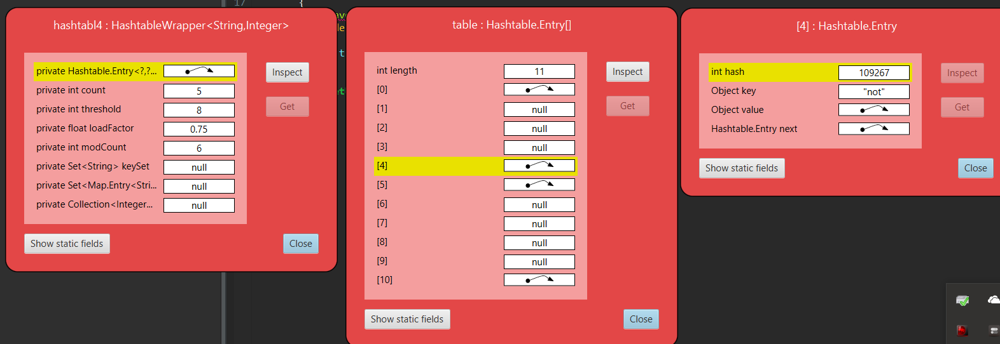 17 {
hashtabl4 : HashtableWrapper<String,Integer>
private Hashtable.Entry<?,?...
private int count 5
private int threshold 8
private float loadFactor 0.75
private int modCount 6
private Set<String> keySet null
private Set<Map.Entry<Stri... null
private Collection<Integer... null
Inspect
Get
Show static fields
Close
table : Hashtable.Entry[]
int length 11
[0]
[1] null
[2] null
[3] null
[4]
[5]
[6] null
[7] null
[8] null
[9] null
[10]
Inspect
Get
Show static fields
Close
[4] : Hashtable.Entry
int hash 109267
Object key "not"
Object value
Hashtable.Entry next
Inspect
Get
Show static fields
Close